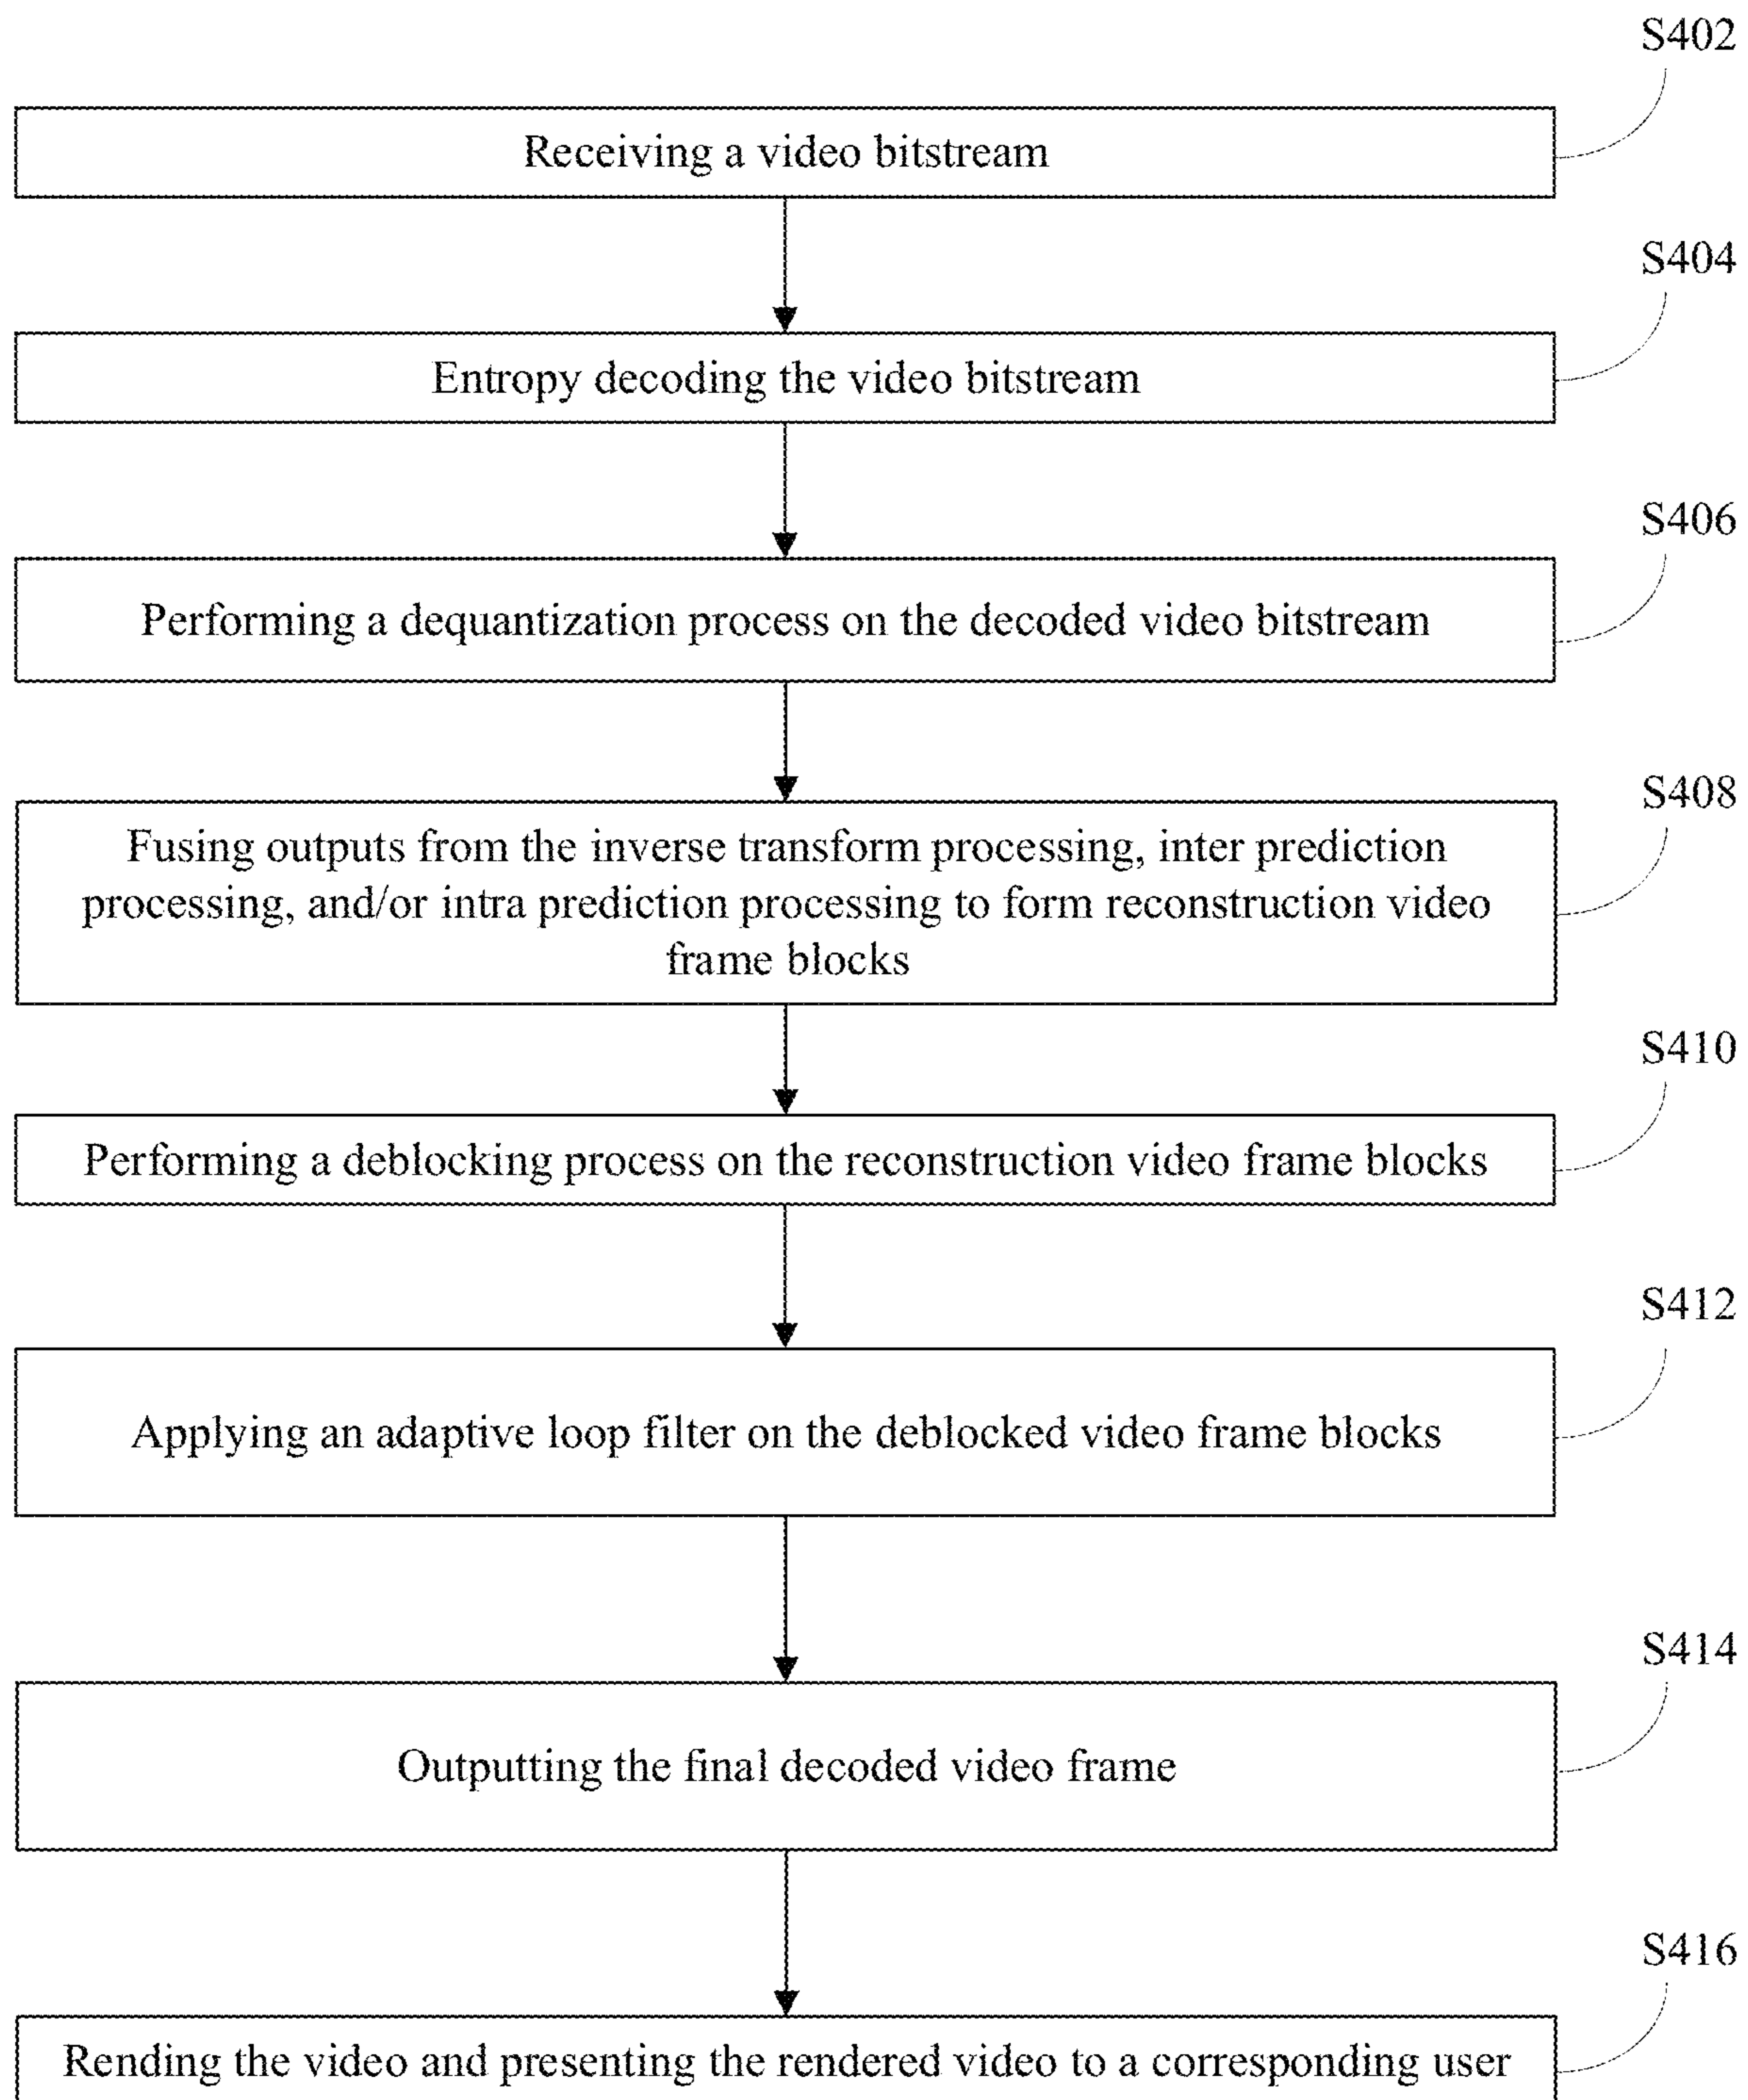 S402
Receiving a video bitstream
S404
Entropy decoding the video bitstream
S406
Performing a dequantization process on the decoded video bitstream
S408
Fusing outputs from the inverse transform processing, inter prediction
processing, and/or intra prediction processing to form reconstruction video
frame blocks
S410
Performing a deblocking process on the reconstruction video frame blocks
S412
Applying an adaptive loop filter on the deblocked video frame blocks
S414
Outputting the final decoded video frame
S416
Rending the video and presenting the rendered video to a corresponding user